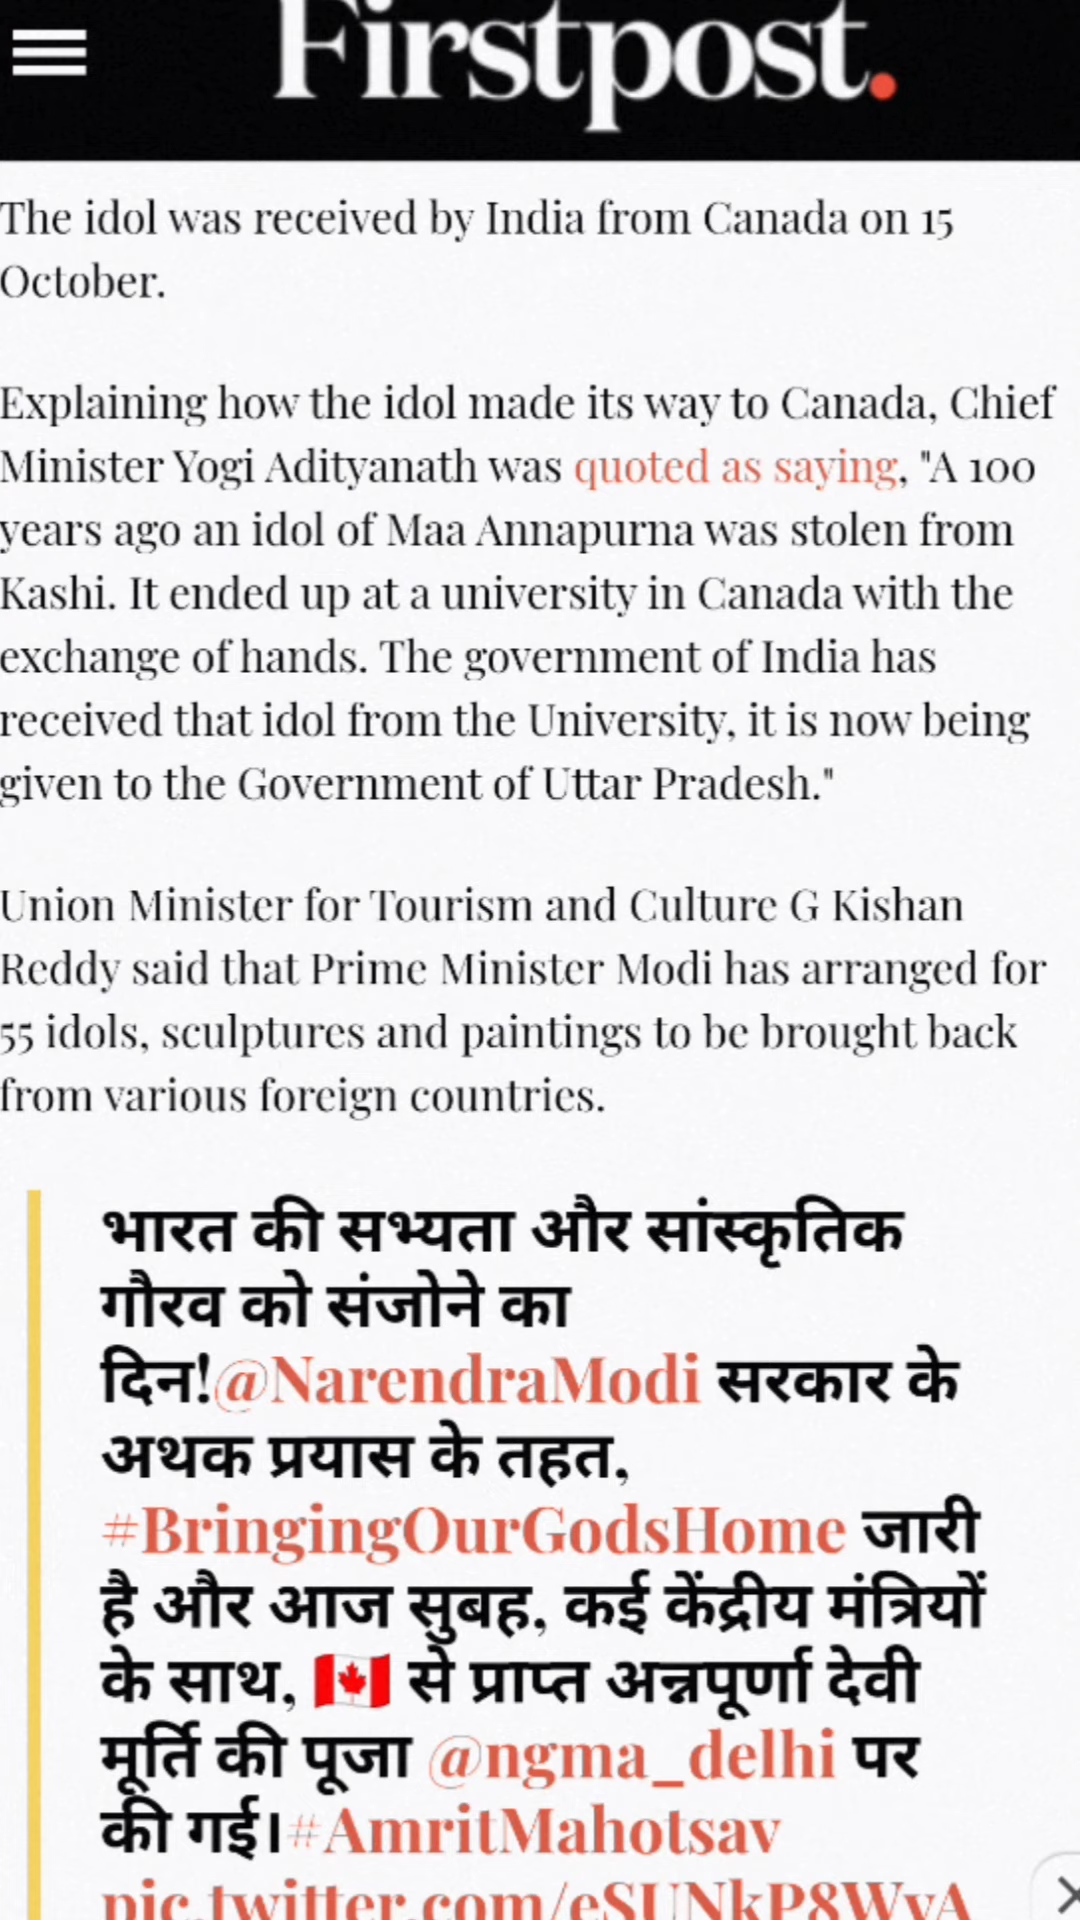 Firstpost.
The idol was received by India from Canada on 15
October.
Explaining how the idol made its way to Canada, Chief
Minister Yogi Adityanath was quoted as saying, "A 100
years ago an idol of Maa Annapurna was stolen from
Kashi. It ended up at a university in Canada with the
exchange of hands. The government of India has
received that idol from the University, it is now being
given to the Government of Uttar Pradesh."
Union Minister for Tourism and Culture G Kishan
Reddy said that Prime Minister Modi has arranged for
55 idols, sculptures and paintings to be brought back
from various foreign countries.
भारत की सभ्यता और सांस्कृतिक
गौरव को संजोने का
दिन!@NarendraModi सरकार के
अथक प्रयास के तहत,
#BringingOurGodsHome जारी
है और आज सुबह, कई केंद्रीय मंत्रियों
के साथ, 🇨🇦 से प्राप्त अन्नपूर्णा देवी
मूर्ति की पूजा @ngma_delhi पर
की गई।#AmritMahotsav
pic.twitter.com/eSUNkP8WvA